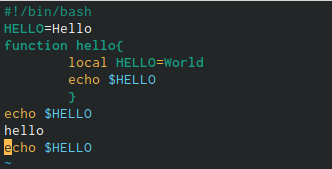 #!/bin/bash
HELLO=Hello
function hello{
        local HELLO=World
        echo $HELLO
        }
echo $HELLO
hello
echo $HELLO
~